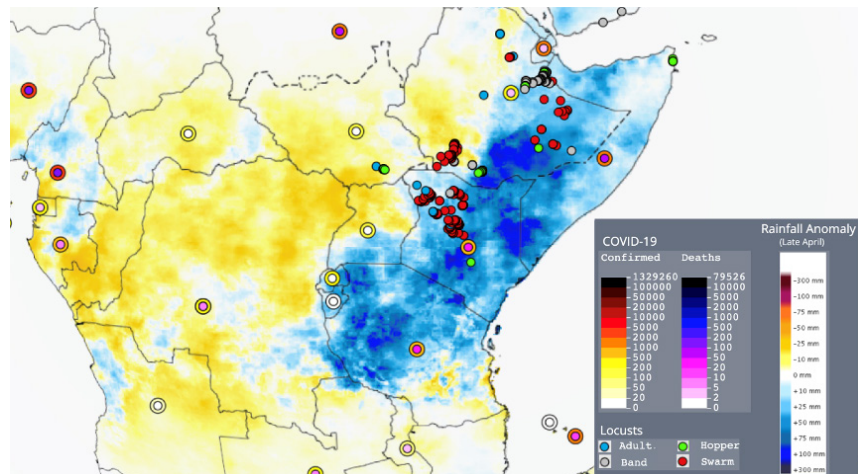 COVID-19
Confirmed Deaths
1329260 79526
100000 10000
50000 5000
20000 2000
10000 1000
5000 500
2000 200
1000 100
500 50
200 20
100 10
50 5
20 2
0 0
Locusts
Adult. Hopper
Band Swarm
Rainfall Anomaly
(Late April)
-300 mm
-100 mm
-75 mm
-50 mm
-25 mm
-10 mm
0 mm
+10 mm
+25 mm
+50 mm
+75 mm
+100 mm
+300 mm